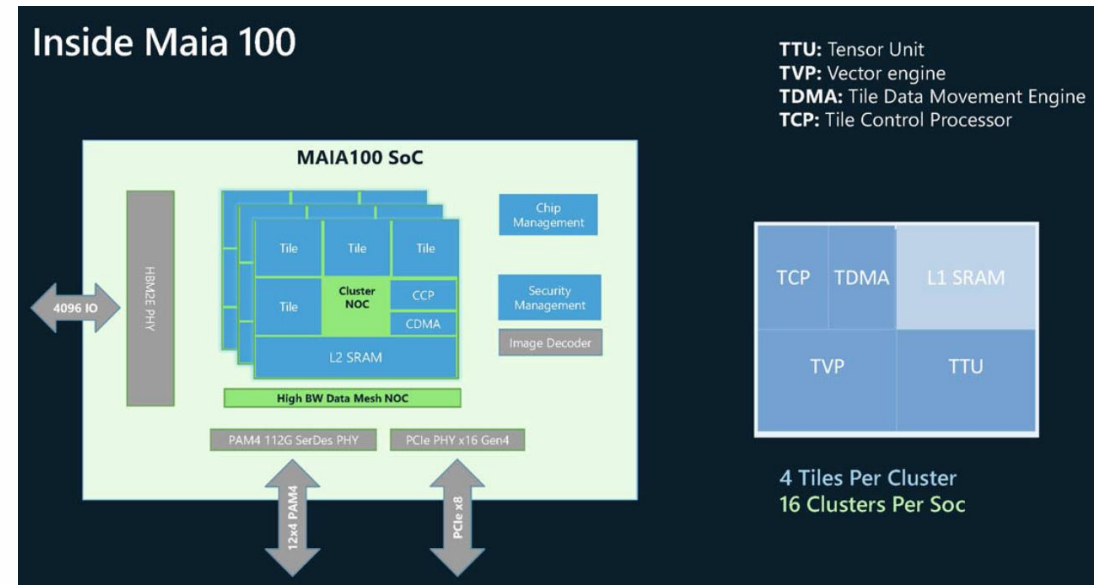 Inside Maia 100
TTU: Tensor Unit
TVP: Vector engine
TDMA: Tile Data Movement Engine
TCP: Tile Control Processor
MAIA100 SoC
4096 IO
HBM2E PHY
Tile
Tile
Tile
Tile
Cluster
NOC
CCP
CDMA
L2 SRAM
High BW Data Mesh NOC
Chip
Management
Security
Management
Image Decoder
PAM4 112G SerDes PHY
PCIe PHY x16 Gen4
12x4 PAM4
PCIe x8
TCP
TDMA
L1 SRAM
TVP
TTU
4 Tiles Per Cluster
16 Clusters Per Soc